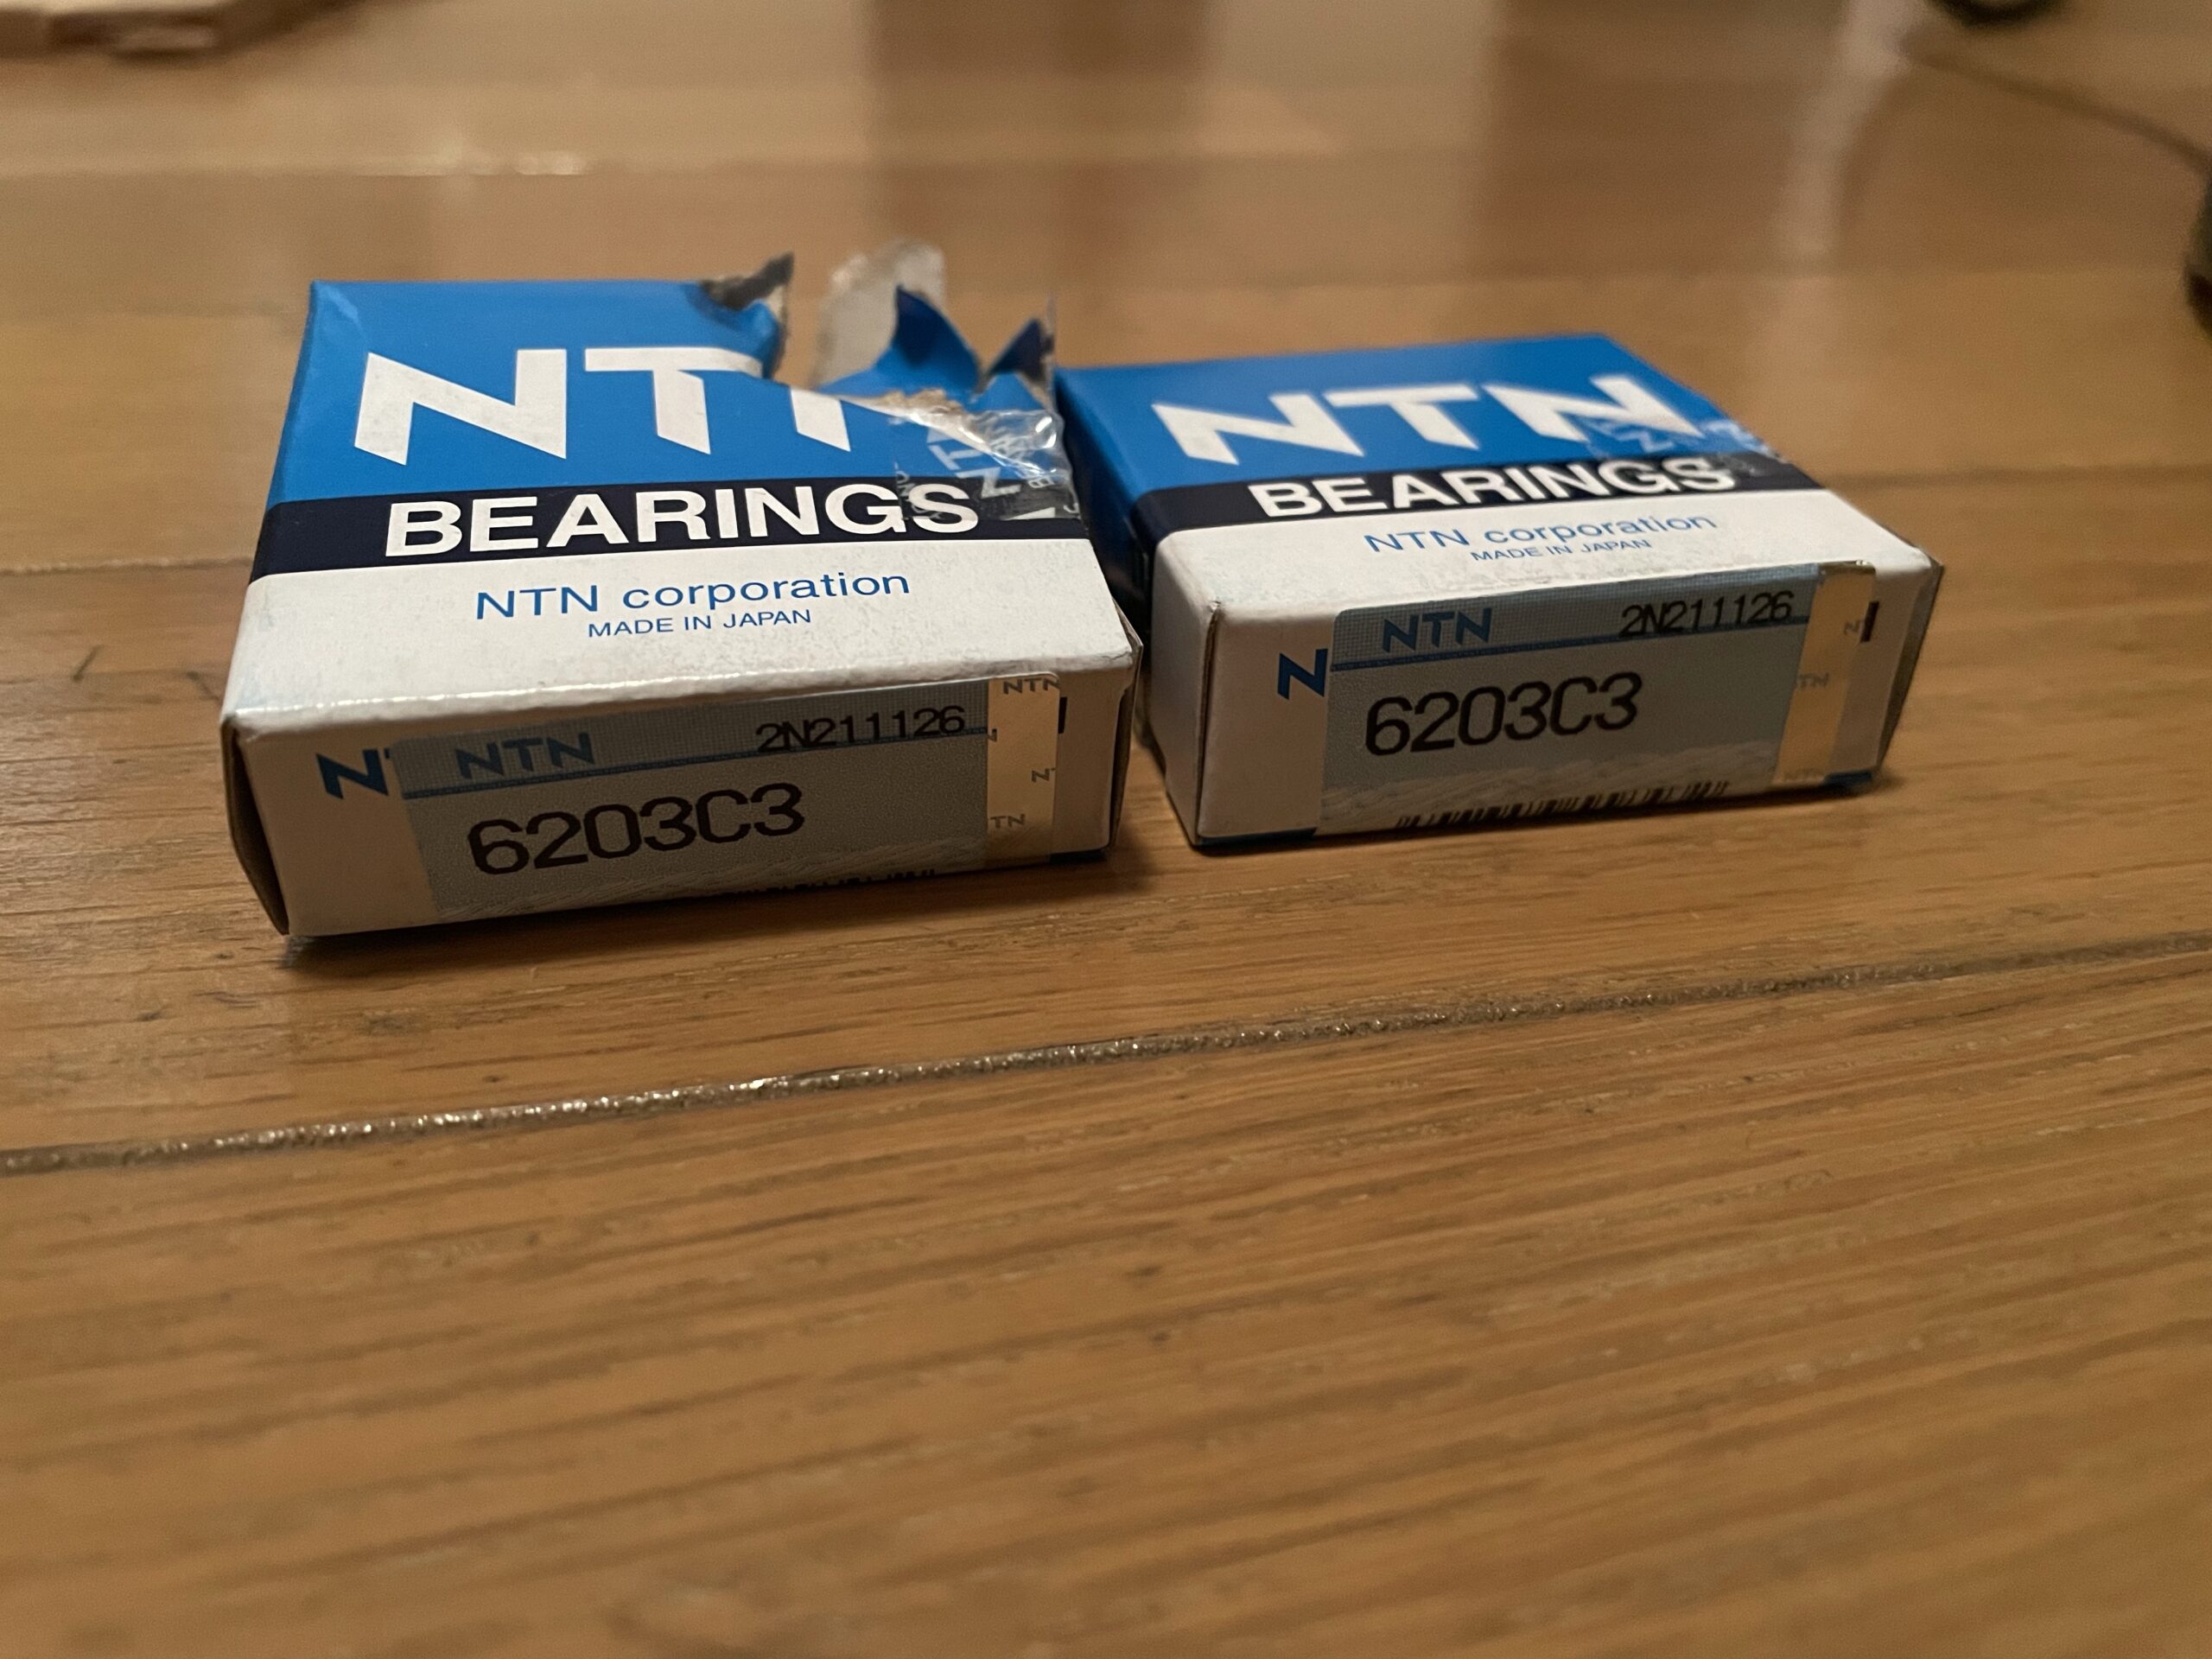 NTN
BEARINGS
NTN corporation
MADE IN JAPAN
NTN 2N211126
6203C3
NTN
BEARINGS
NTN corporation
MADE IN JAPAN
N NTN 2N211126
6203C3